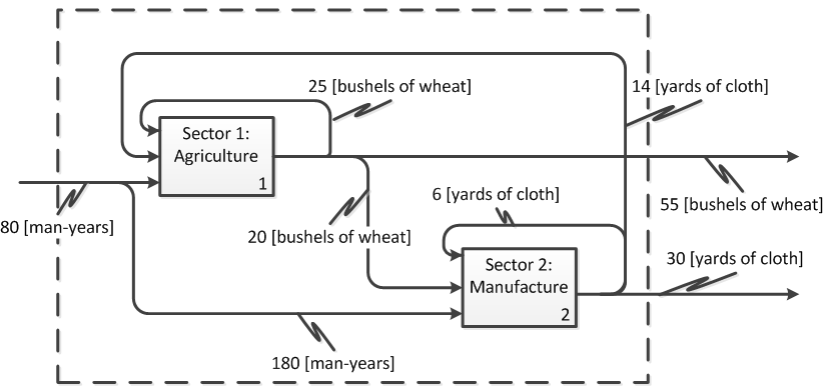 25 [bushels of wheat]
14 [yards of cloth]
Sector 1:
Agriculture
1
80 [man-years]
20 [bushels of wheat]
6 [yards of cloth]
55 [bushels of wheat]
Sector 2:
Manufacture
2
30 [yards of cloth]
180 [man-years]